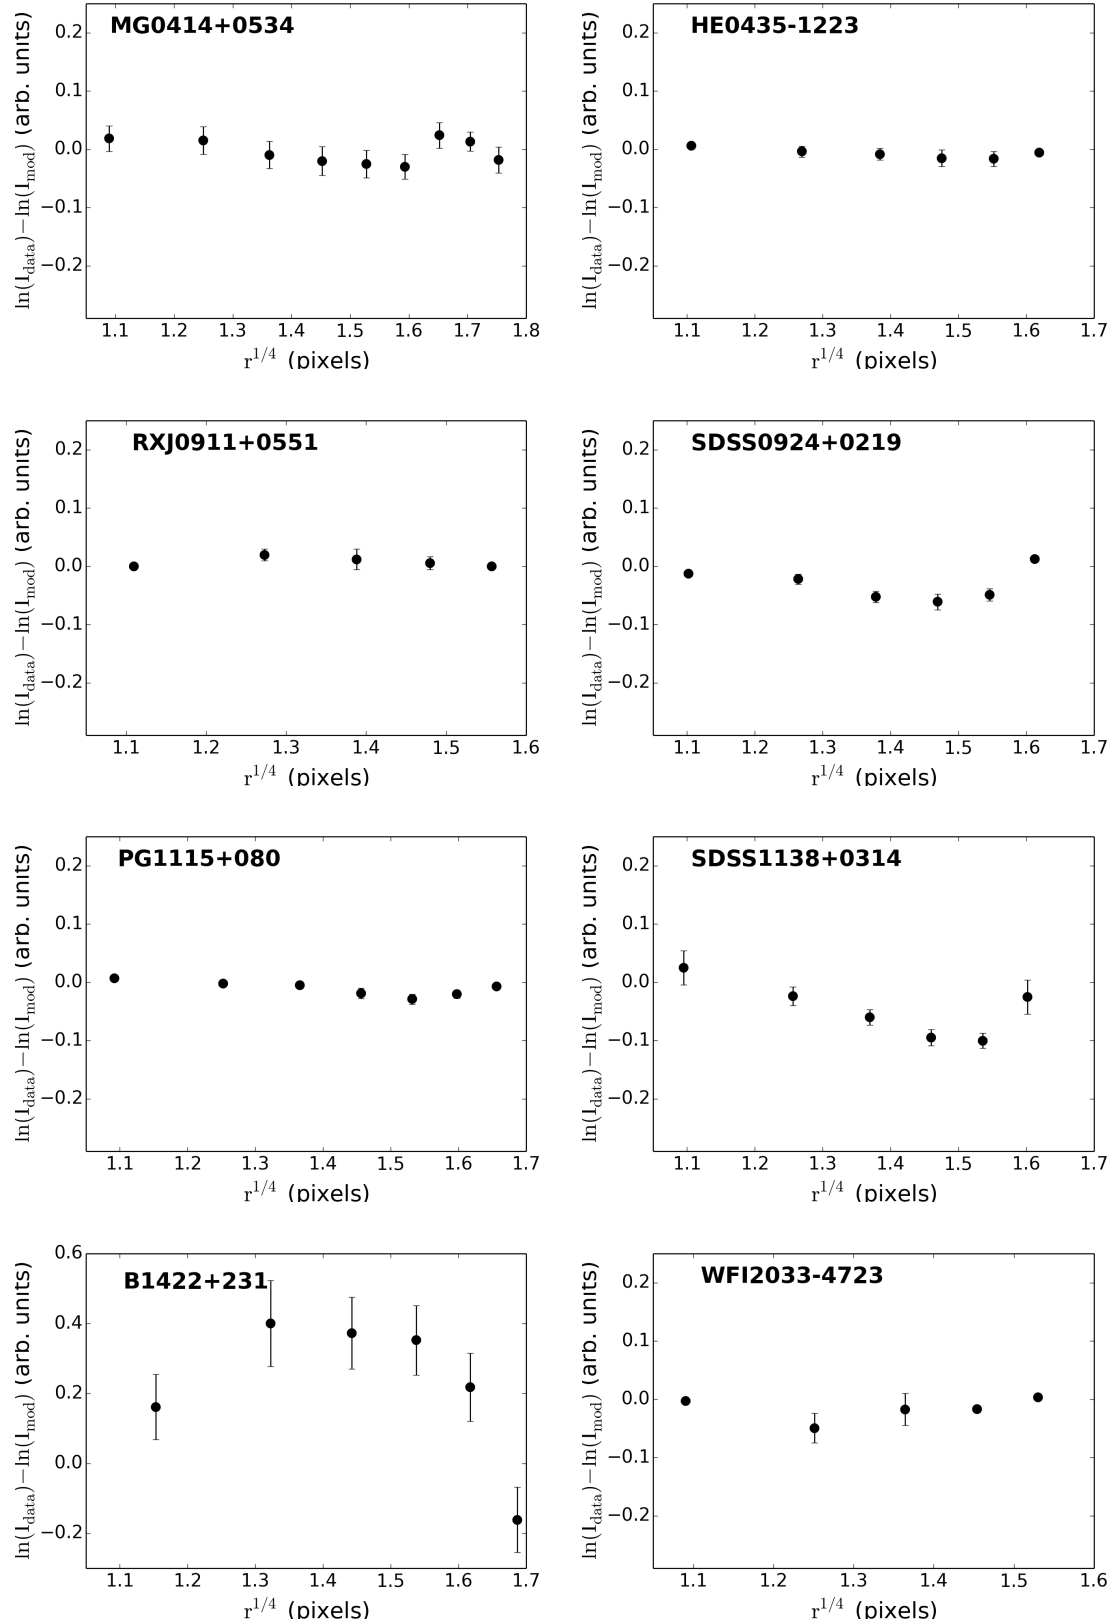 MG0414+0534
ln(I_data)−ln(I_mod) (arb. units)
0.2
0.1
0.0
−0.1
−0.2
1.1 1.2 1.3 1.4 1.5 1.6 1.7 1.8
r^1/4 (pixels)
HE0435-1223
ln(I_data)−ln(I_mod) (arb. units)
0.2
0.1
0.0
−0.1
−0.2
1.1 1.2 1.3 1.4 1.5 1.6 1.7
r^1/4 (pixels)
RXJ0911+0551
ln(I_data)−ln(I_mod) (arb. units)
0.2
0.1
0.0
−0.1
−0.2
1.1 1.2 1.3 1.4 1.5 1.6
r^1/4 (pixels)
SDSS0924+0219
ln(I_data)−ln(I_mod) (arb. units)
0.2
0.1
0.0
−0.1
−0.2
1.1 1.2 1.3 1.4 1.5 1.6 1.7
r^1/4 (pixels)
PG1115+080
ln(I_data)−ln(I_mod) (arb. units)
0.2
0.1
0.0
−0.1
−0.2
1.1 1.2 1.3 1.4 1.5 1.6 1.7
r^1/4 (pixels)
SDSS1138+0314
ln(I_data)−ln(I_mod) (arb. units)
0.2
0.1
0.0
−0.1
−0.2
1.1 1.2 1.3 1.4 1.5 1.6 1.7
r^1/4 (pixels)
B1422+231
ln(I_data)−ln(I_mod) (arb. units)
0.6
0.4
0.2
0.0
−0.2
1.1 1.2 1.3 1.4 1.5 1.6 1.7
r^1/4 (pixels)
WFI2033-4723
ln(I_data)−ln(I_mod) (arb. units)
0.2
0.1
0.0
−0.1
−0.2
1.1 1.2 1.3 1.4 1.5 1.6
r^1/4 (pixels)